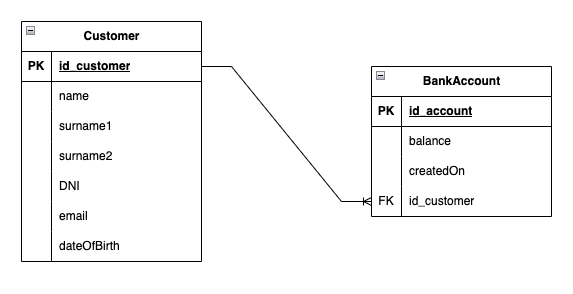 Customer
PK id_customer
name
surname1
surname2
DNI
email
dateOfBirth
BankAccount
PK id_account
balance
createdOn
FK id_customer